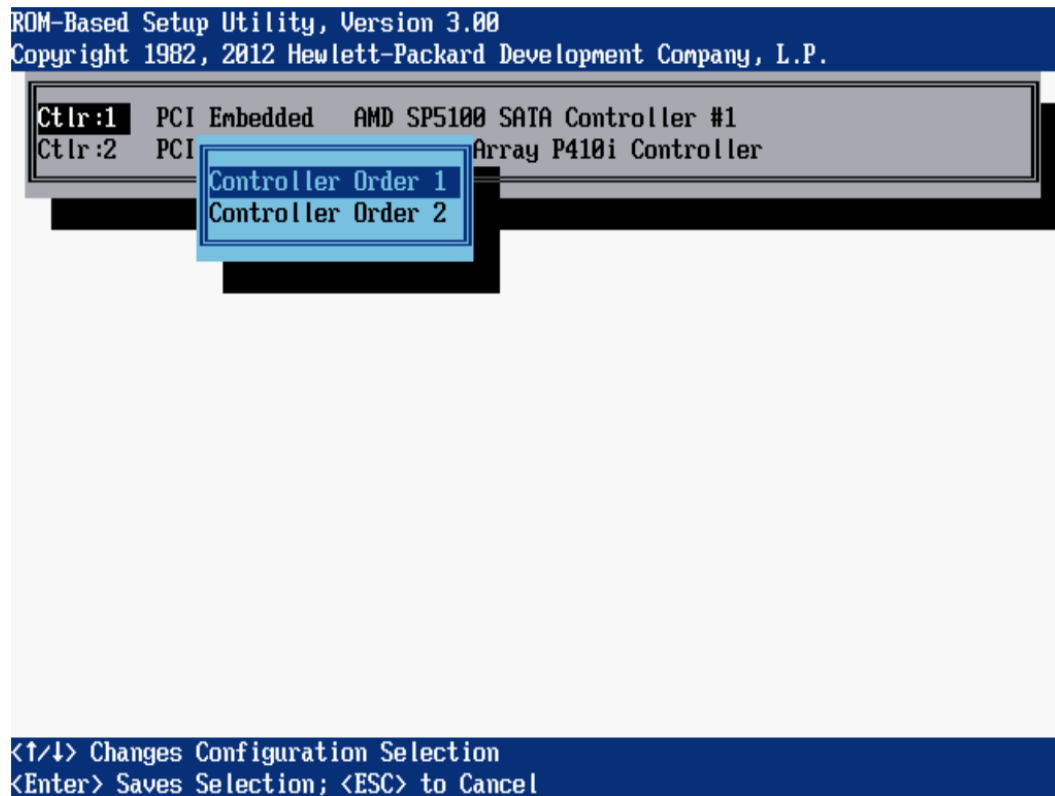 ROM-Based Setup Utility, Version 3.00
Copyright 1982, 2012 Hewlett-Packard Development Company, L.P.
Ctlr:1 PCI Embedded AMD SP5100 SATA Controller #1
Ctlr:2 PCI Array P410i Controller
Controller Order 1
Controller Order 2
<↑/↓> Changes Configuration Selection
<Enter> Saves Selection; <ESC> to Cancel